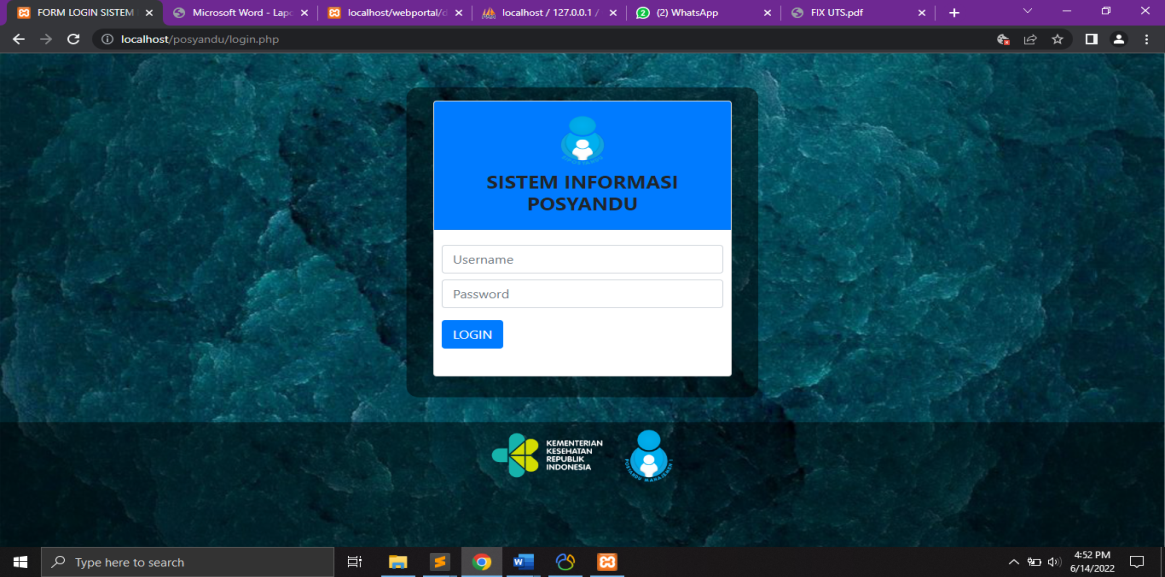 FORM LOGIN SISTEM
Microsoft Word - Lapo
localhost/webportal/d
localhost / 127.0.0.1 /
(2) WhatsApp
FIX UTS.pdf
localhost/posyandu/login.php
SISTEM INFORMASI
POSYANDU
Username
Password
LOGIN
KEMENTERIAN
KESEHATAN
REPUBLIK
INDONESIA
Type here to search
4:52 PM
6/14/2022